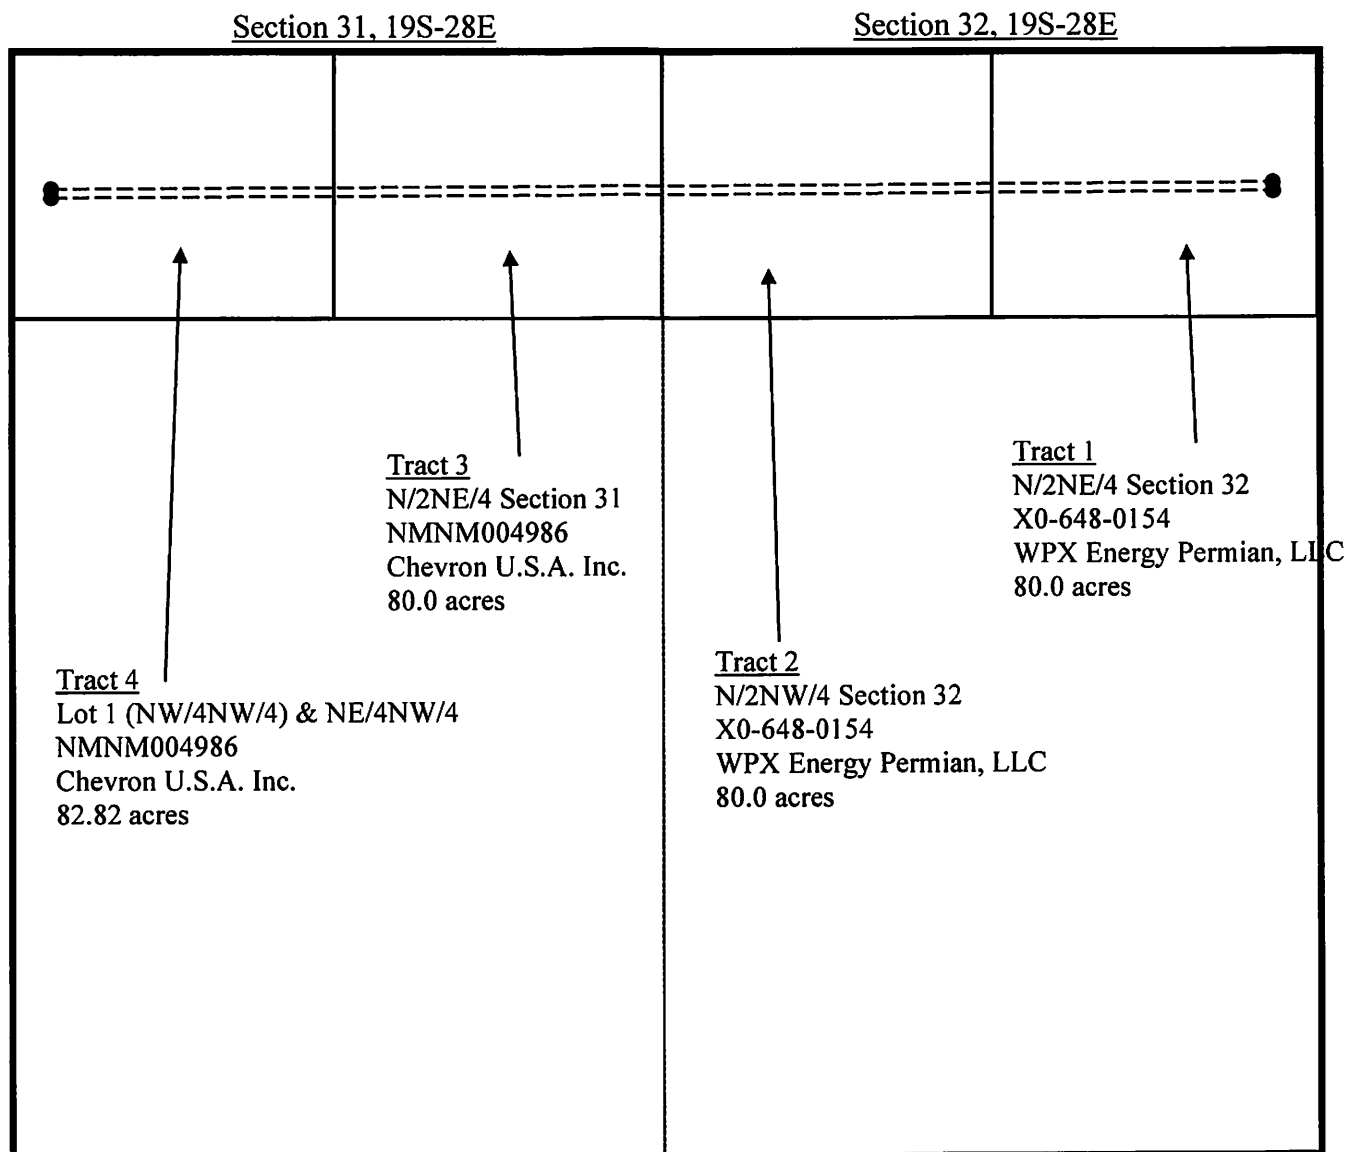 Section 31, 19S-28E
Section 32, 19S-28E
Tract 3
N/2NE/4 Section 31
NMNM004986
Chevron U.S.A. Inc.
80.0 acres
Tract 1
N/2NE/4 Section 32
X0-648-0154
WPX Energy Permian, LLC
80.0 acres
Tract 4
Lot 1 (NW/4NW/4) & NE/4NW/4
NMNM004986
Chevron U.S.A. Inc.
82.82 acres
Tract 2
N/2NW/4 Section 32
X0-648-0154
WPX Energy Permian, LLC
80.0 acres